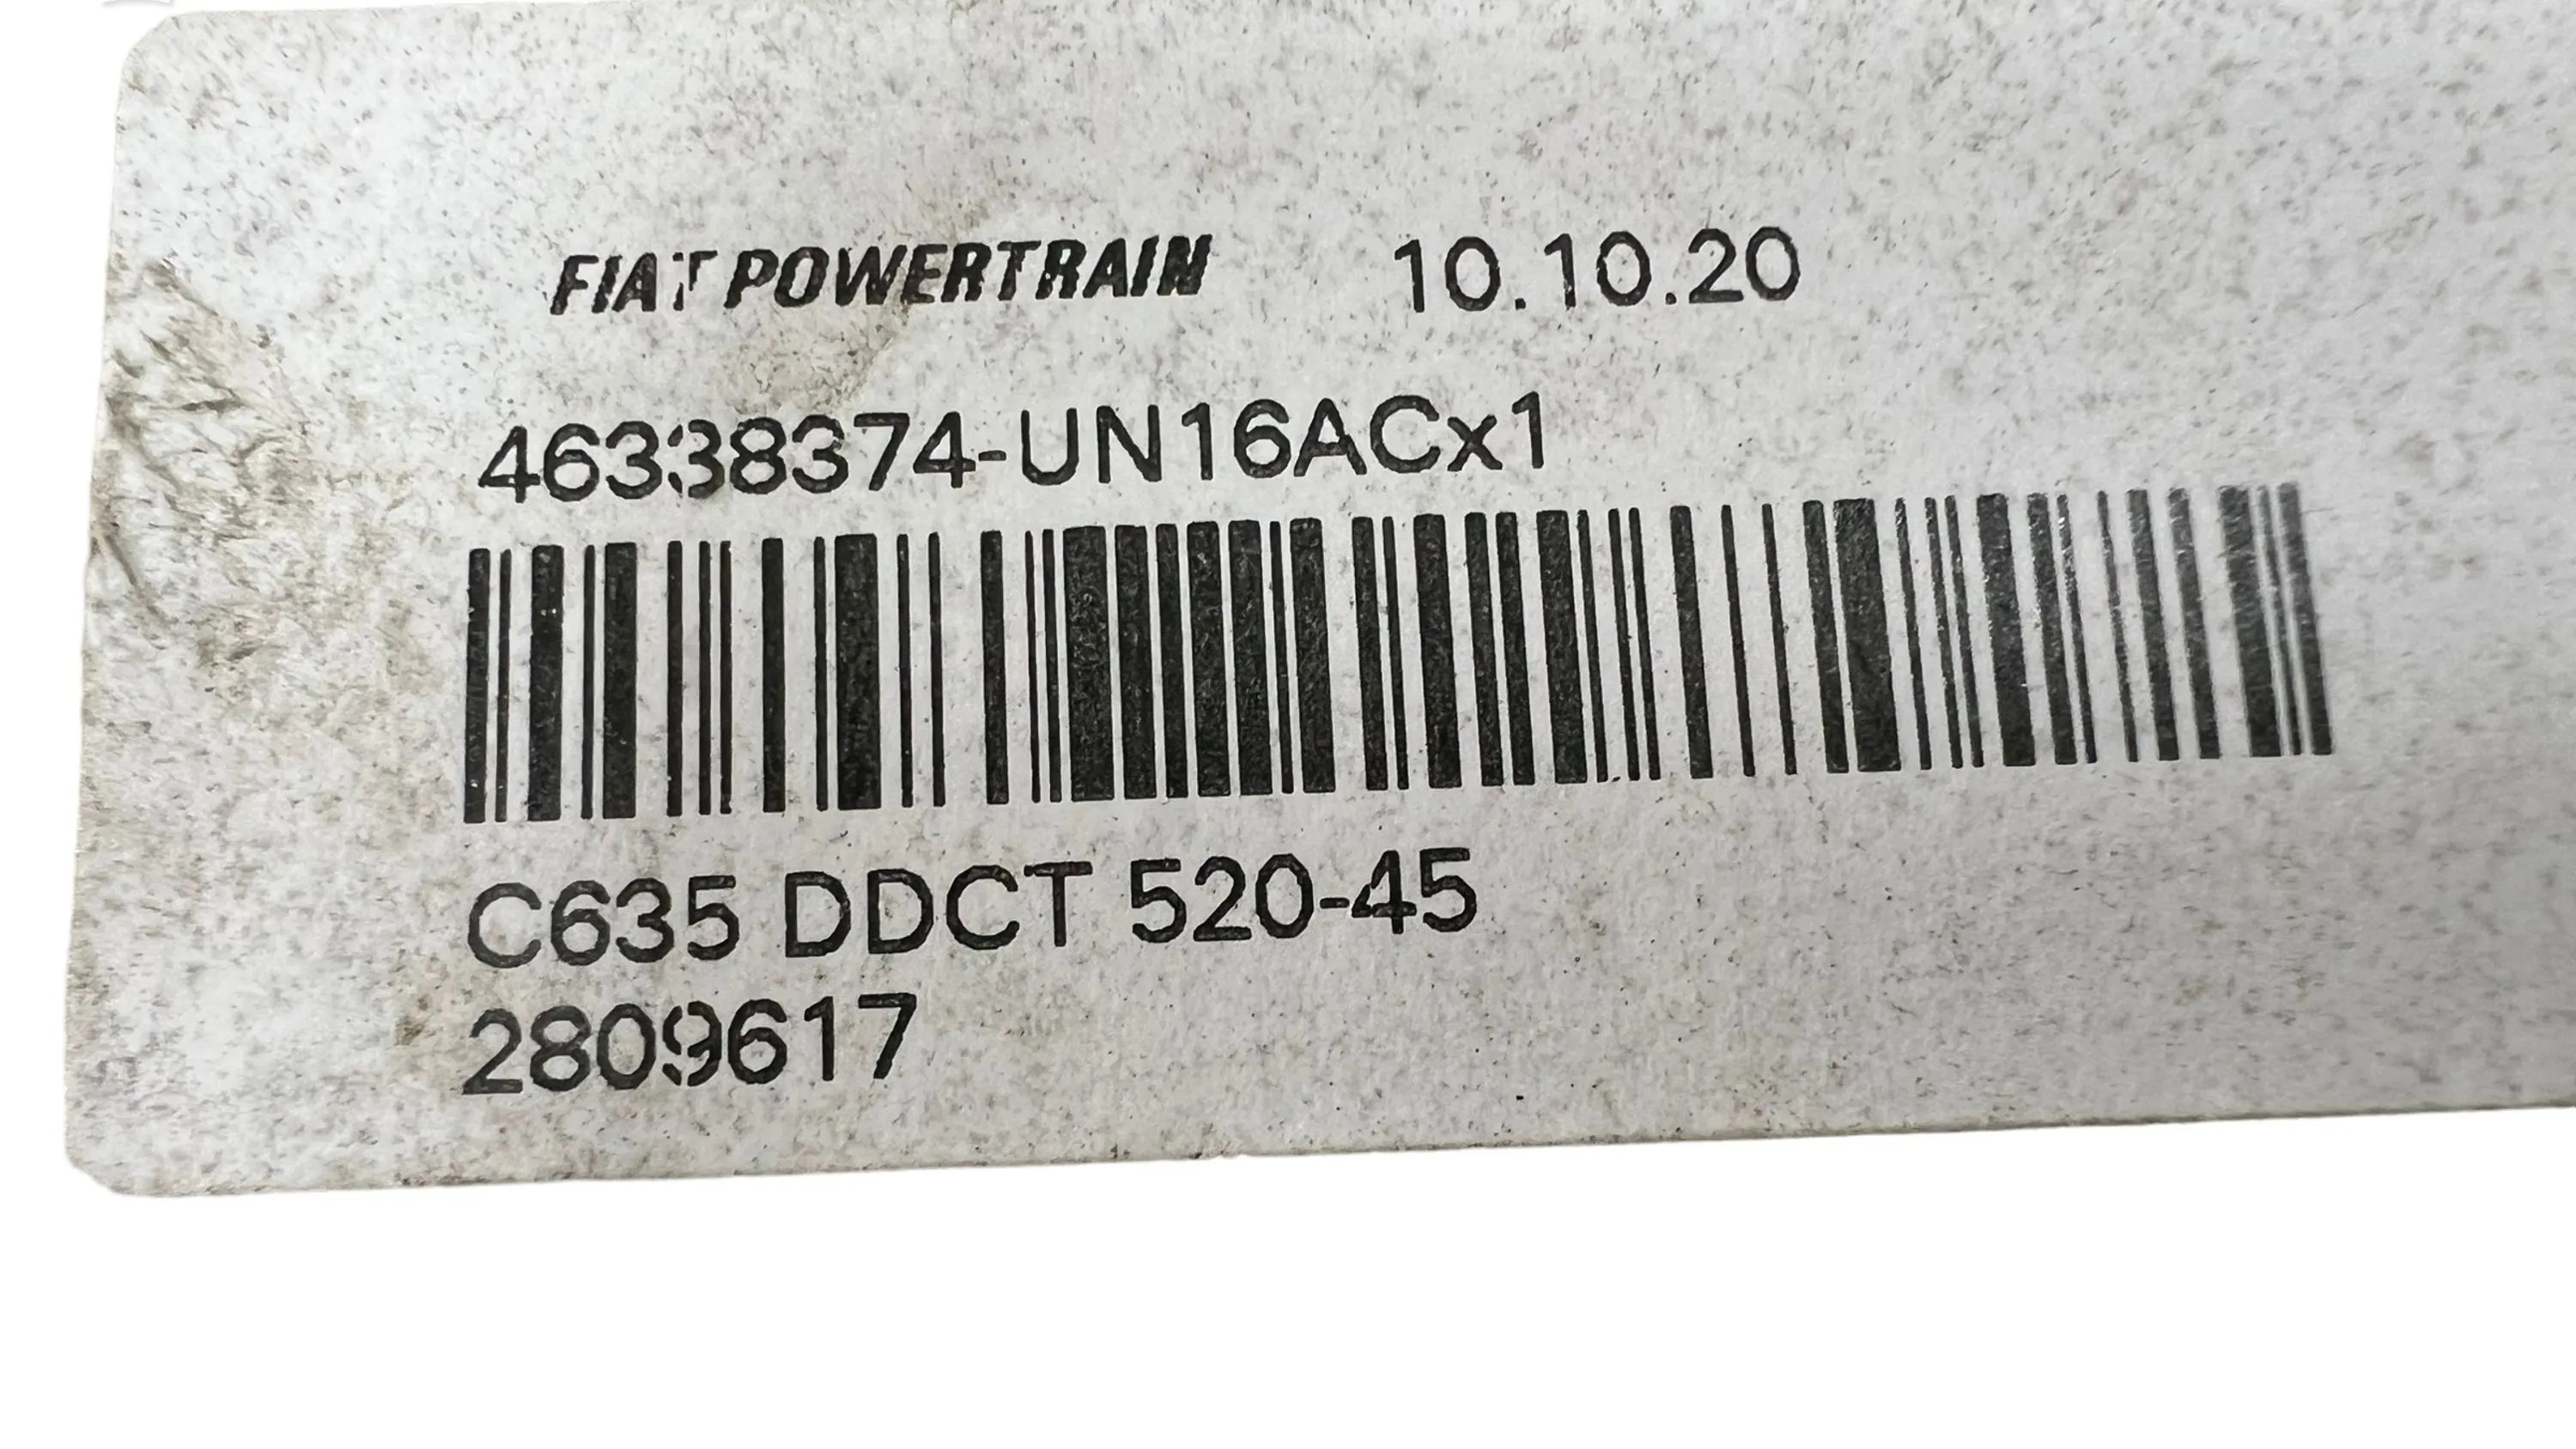 FIAT POWERTRAIN 10.10.20
46338374-UN16ACx1
C635 DDCT 520-45
2809617